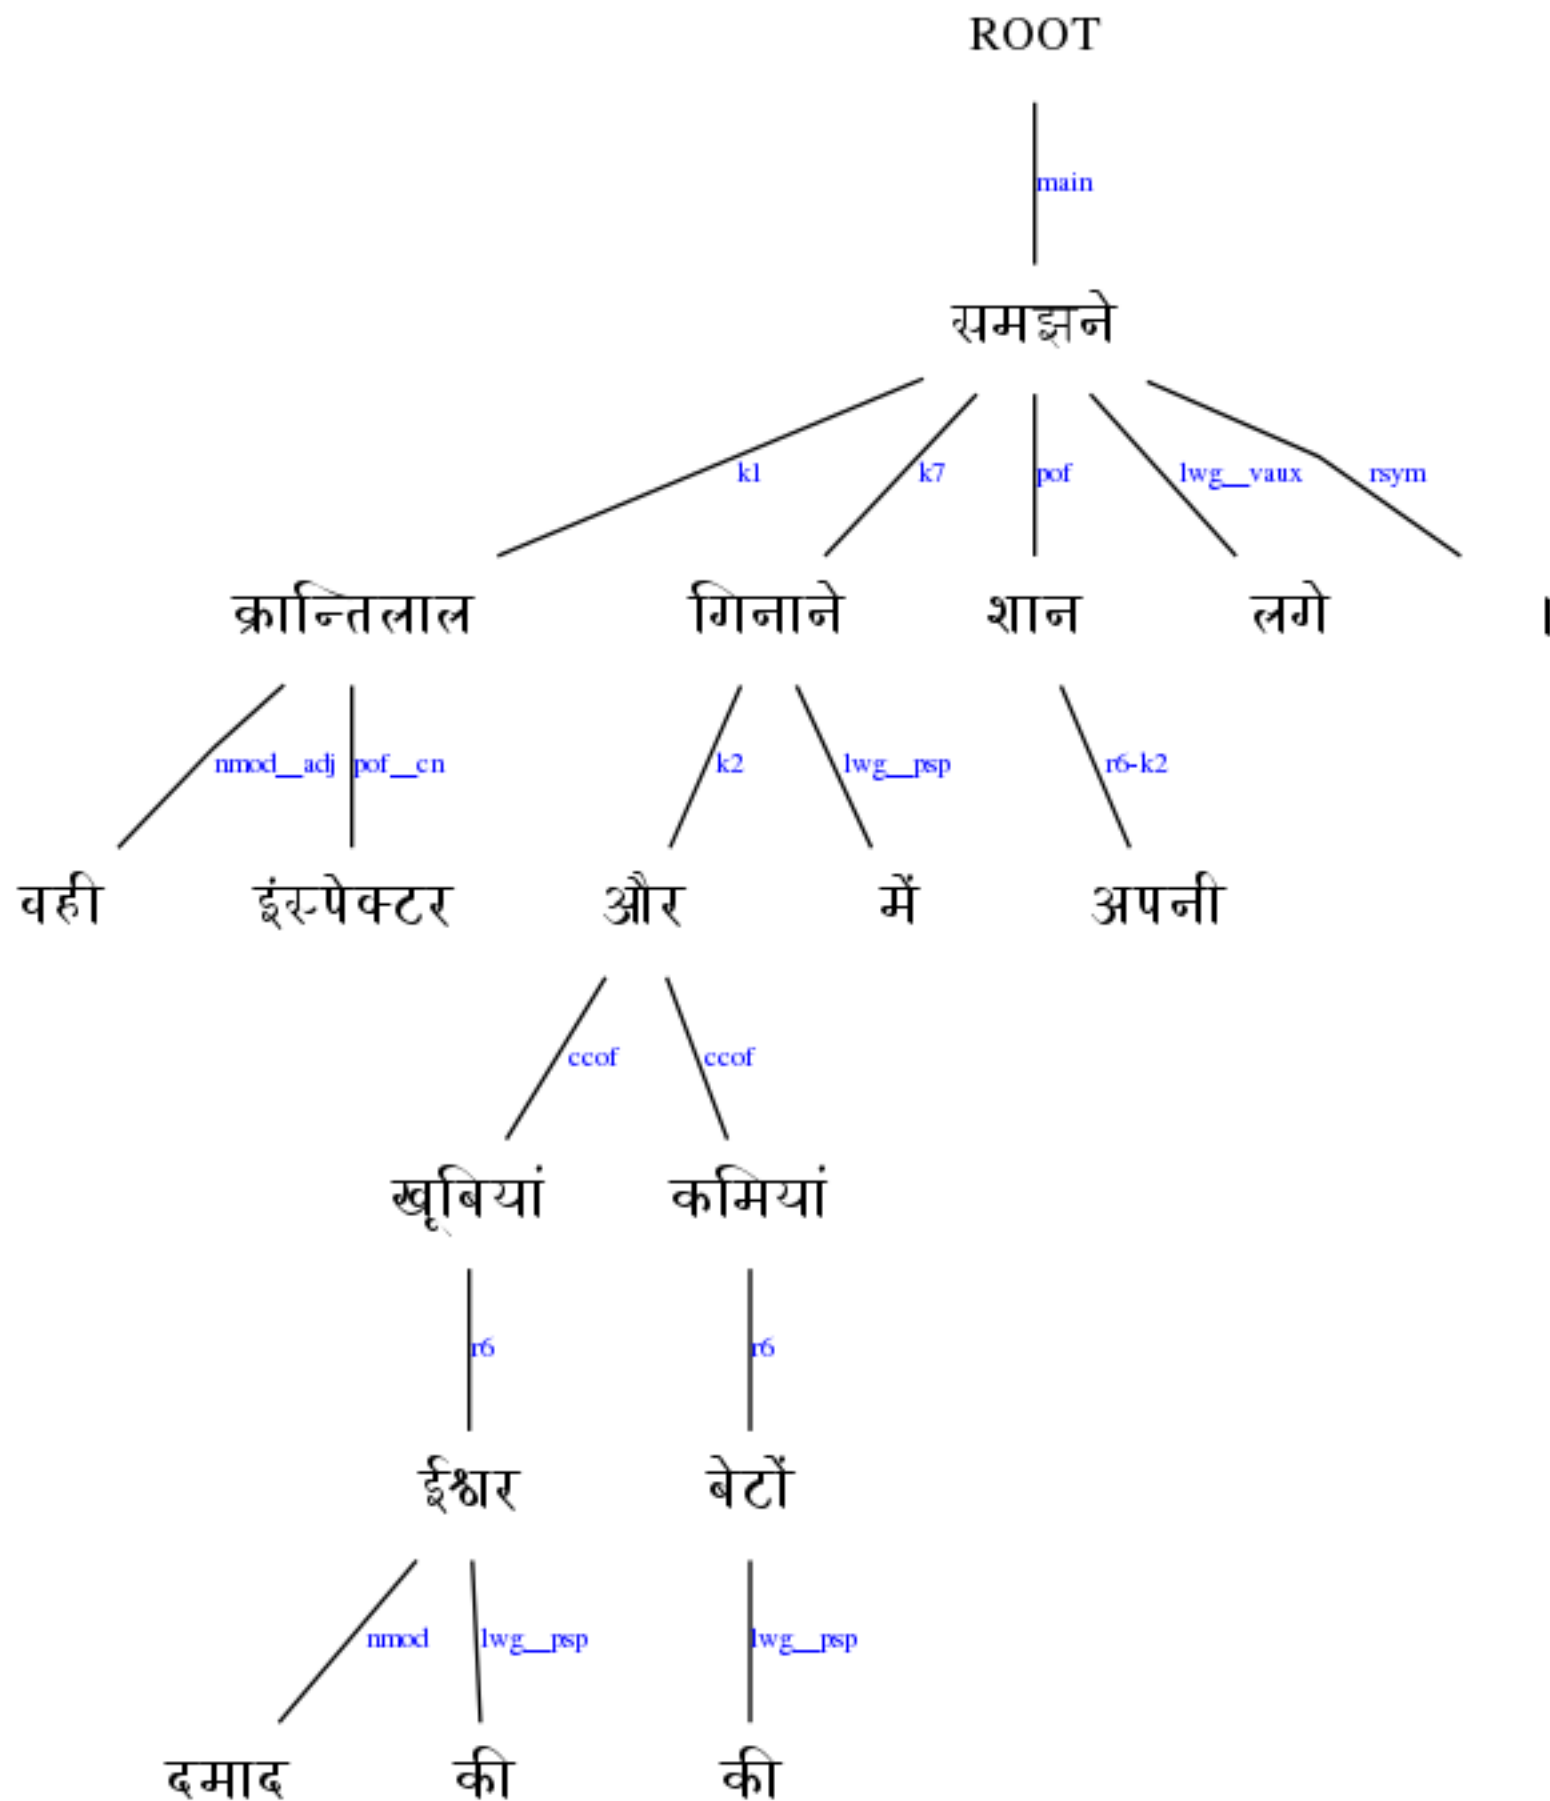 ROOT
main
समझने
k1 k7 pof lwg__vaux rsym
क्रान्तिलाल गिनाने शान लगे ।
nmod__adj pof__cn k2 lwg__psp r6-k2
वही इंस्पेक्टर और में अपनी
ccof ccof
खूबियां कमियां
r6 r6
ईश्वर बेटों
nmod lwg__psp lwg__psp
दमाद की की